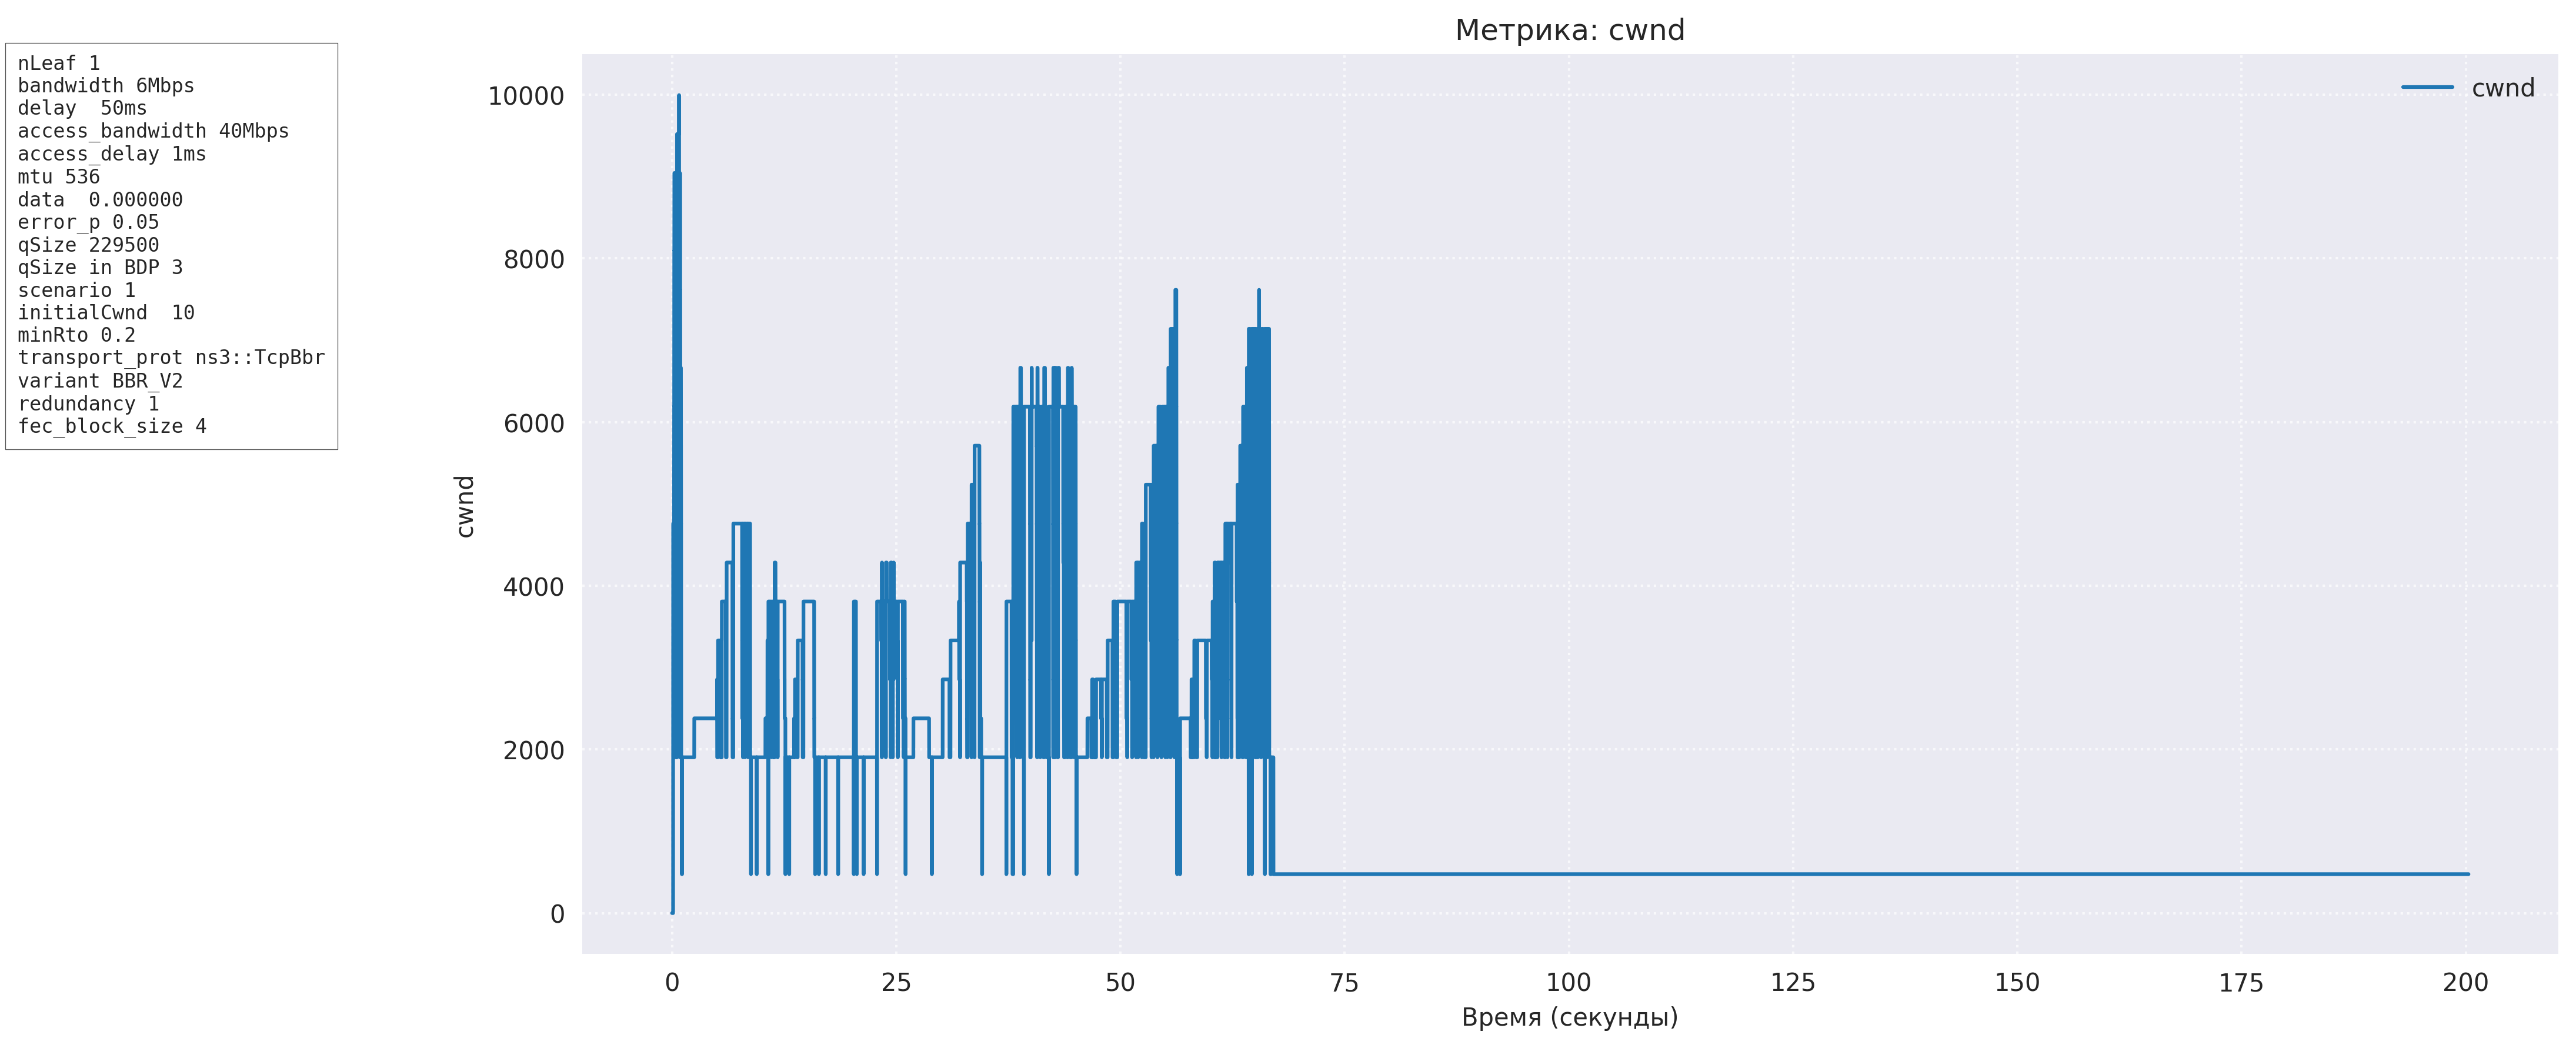 Метрика: cwnd
nLeaf 1
bandwidth 6Mbps
delay  50ms
access_bandwidth 40Mbps
access_delay 1ms
mtu 536
data  0.000000
error_p 0.05
qSize 229500
qSize in BDP 3
scenario 1
initialCwnd  10
minRto 0.2
transport_prot ns3::TcpBbr
variant BBR_V2
redundancy 1
fec_block_size 4
cwnd
cwnd
10000
8000
6000
4000
2000
0
0 25 50 75 100 125 150 175 200
Время (секунды)